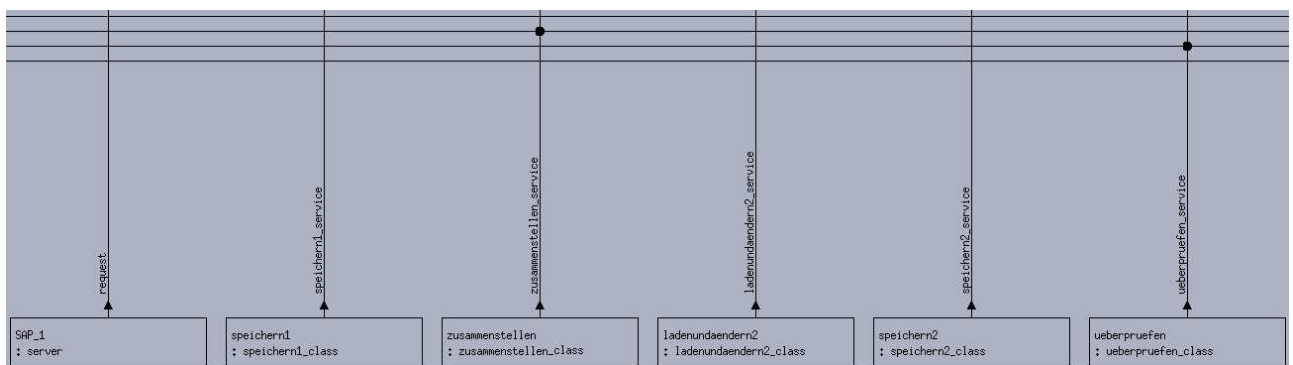 request
speichern1_service
zusammenstellen_service
ladenundaendern2_service
speichern2_service
ueberpruefen_service
SAP_1
: server
speichern1
: speichern1_class
zusammenstellen
: zusammenstellen_class
ladenundaendern2
: ladenundaendern2_class
speichern2
: speichern2_class
ueberpruefen
: ueberpruefen_class